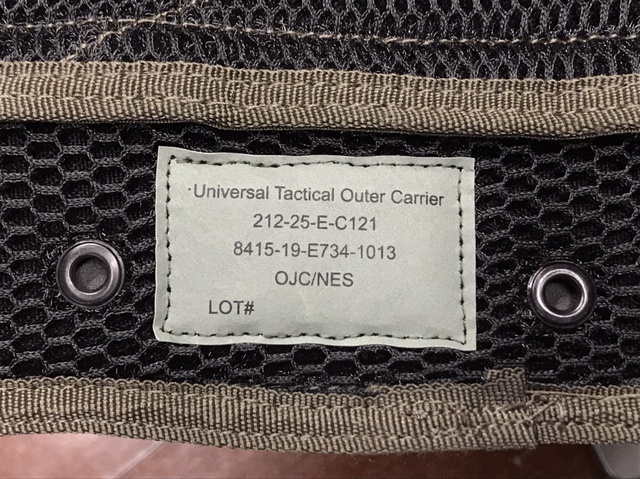 Universal Tactical Outer Carrier
212-25-E-C121
8415-19-E734-1013
OJC/NES
LOT#